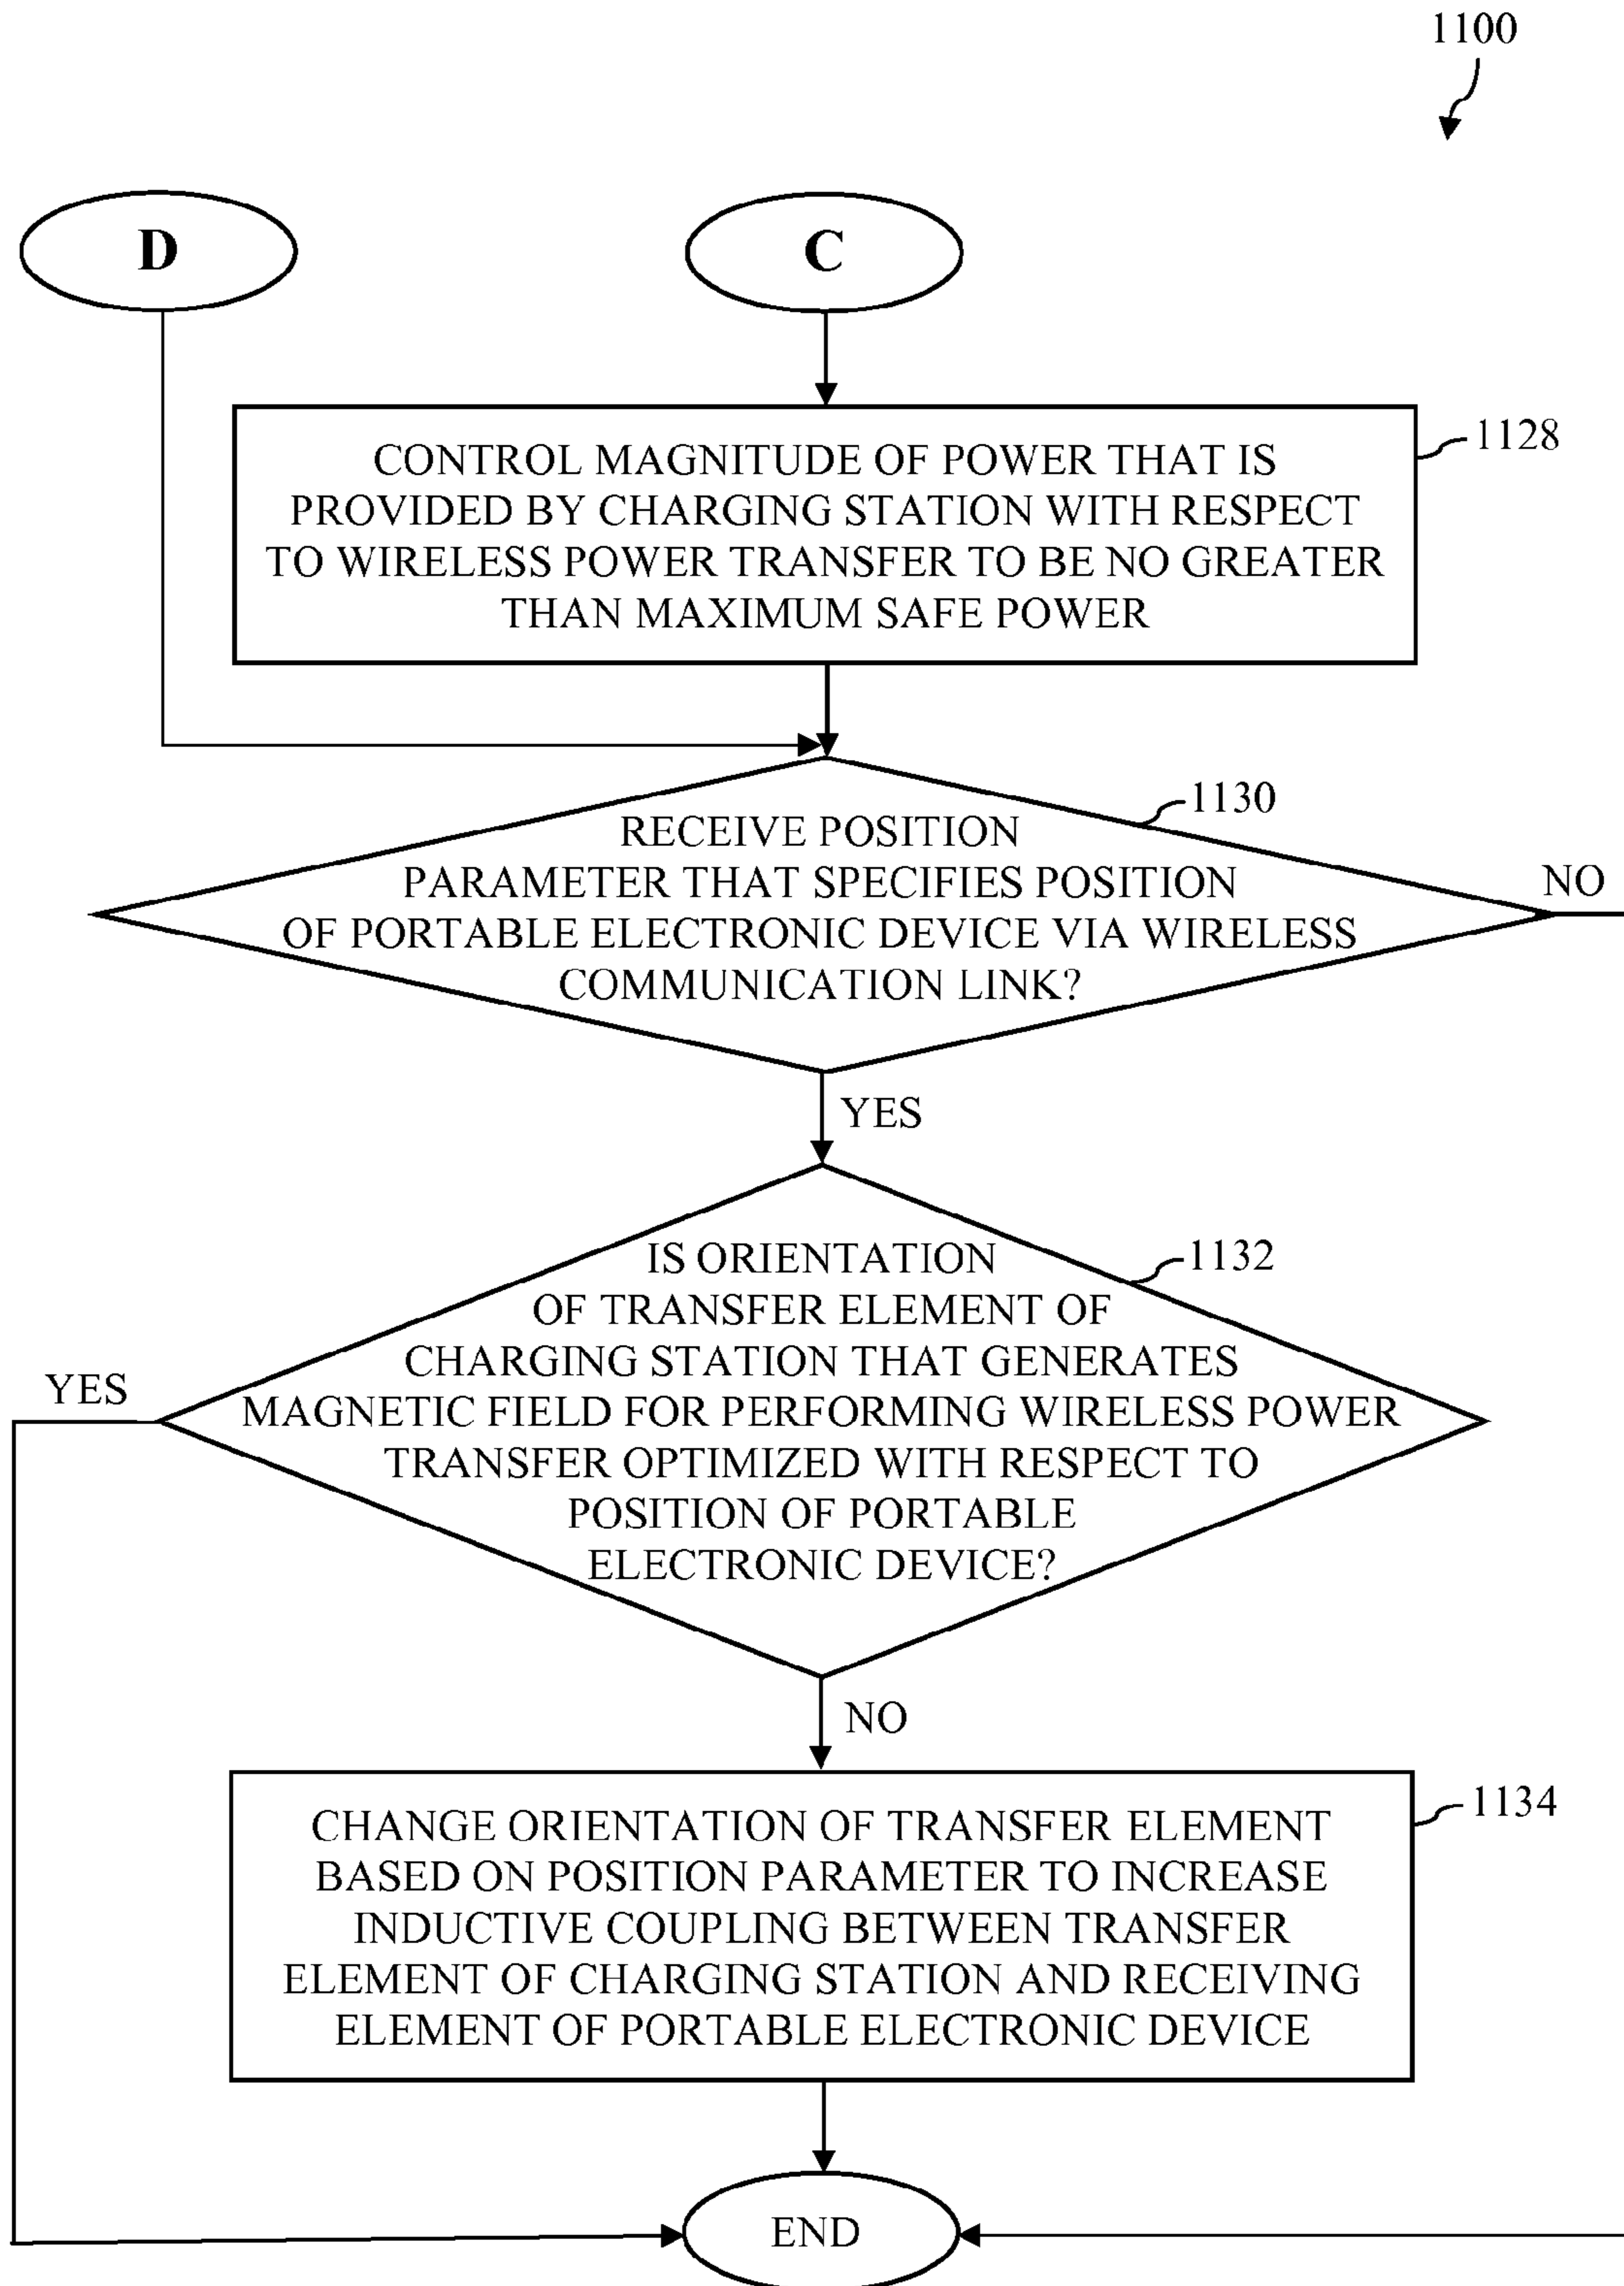 1100
D
C
CONTROL MAGNITUDE OF POWER THAT IS
PROVIDED BY CHARGING STATION WITH RESPECT
TO WIRELESS POWER TRANSFER TO BE NO GREATER
THAN MAXIMUM SAFE POWER
1128
RECEIVE POSITION
PARAMETER THAT SPECIFIES POSITION
OF PORTABLE ELECTRONIC DEVICE VIA WIRELESS
COMMUNICATION LINK?
1130
NO
YES
IS ORIENTATION
OF TRANSFER ELEMENT OF
CHARGING STATION THAT GENERATES
MAGNETIC FIELD FOR PERFORMING WIRELESS POWER
TRANSFER OPTIMIZED WITH RESPECT TO
POSITION OF PORTABLE
ELECTRONIC DEVICE?
1132
YES
NO
CHANGE ORIENTATION OF TRANSFER ELEMENT
BASED ON POSITION PARAMETER TO INCREASE
INDUCTIVE COUPLING BETWEEN TRANSFER
ELEMENT OF CHARGING STATION AND RECEIVING
ELEMENT OF PORTABLE ELECTRONIC DEVICE
1134
END